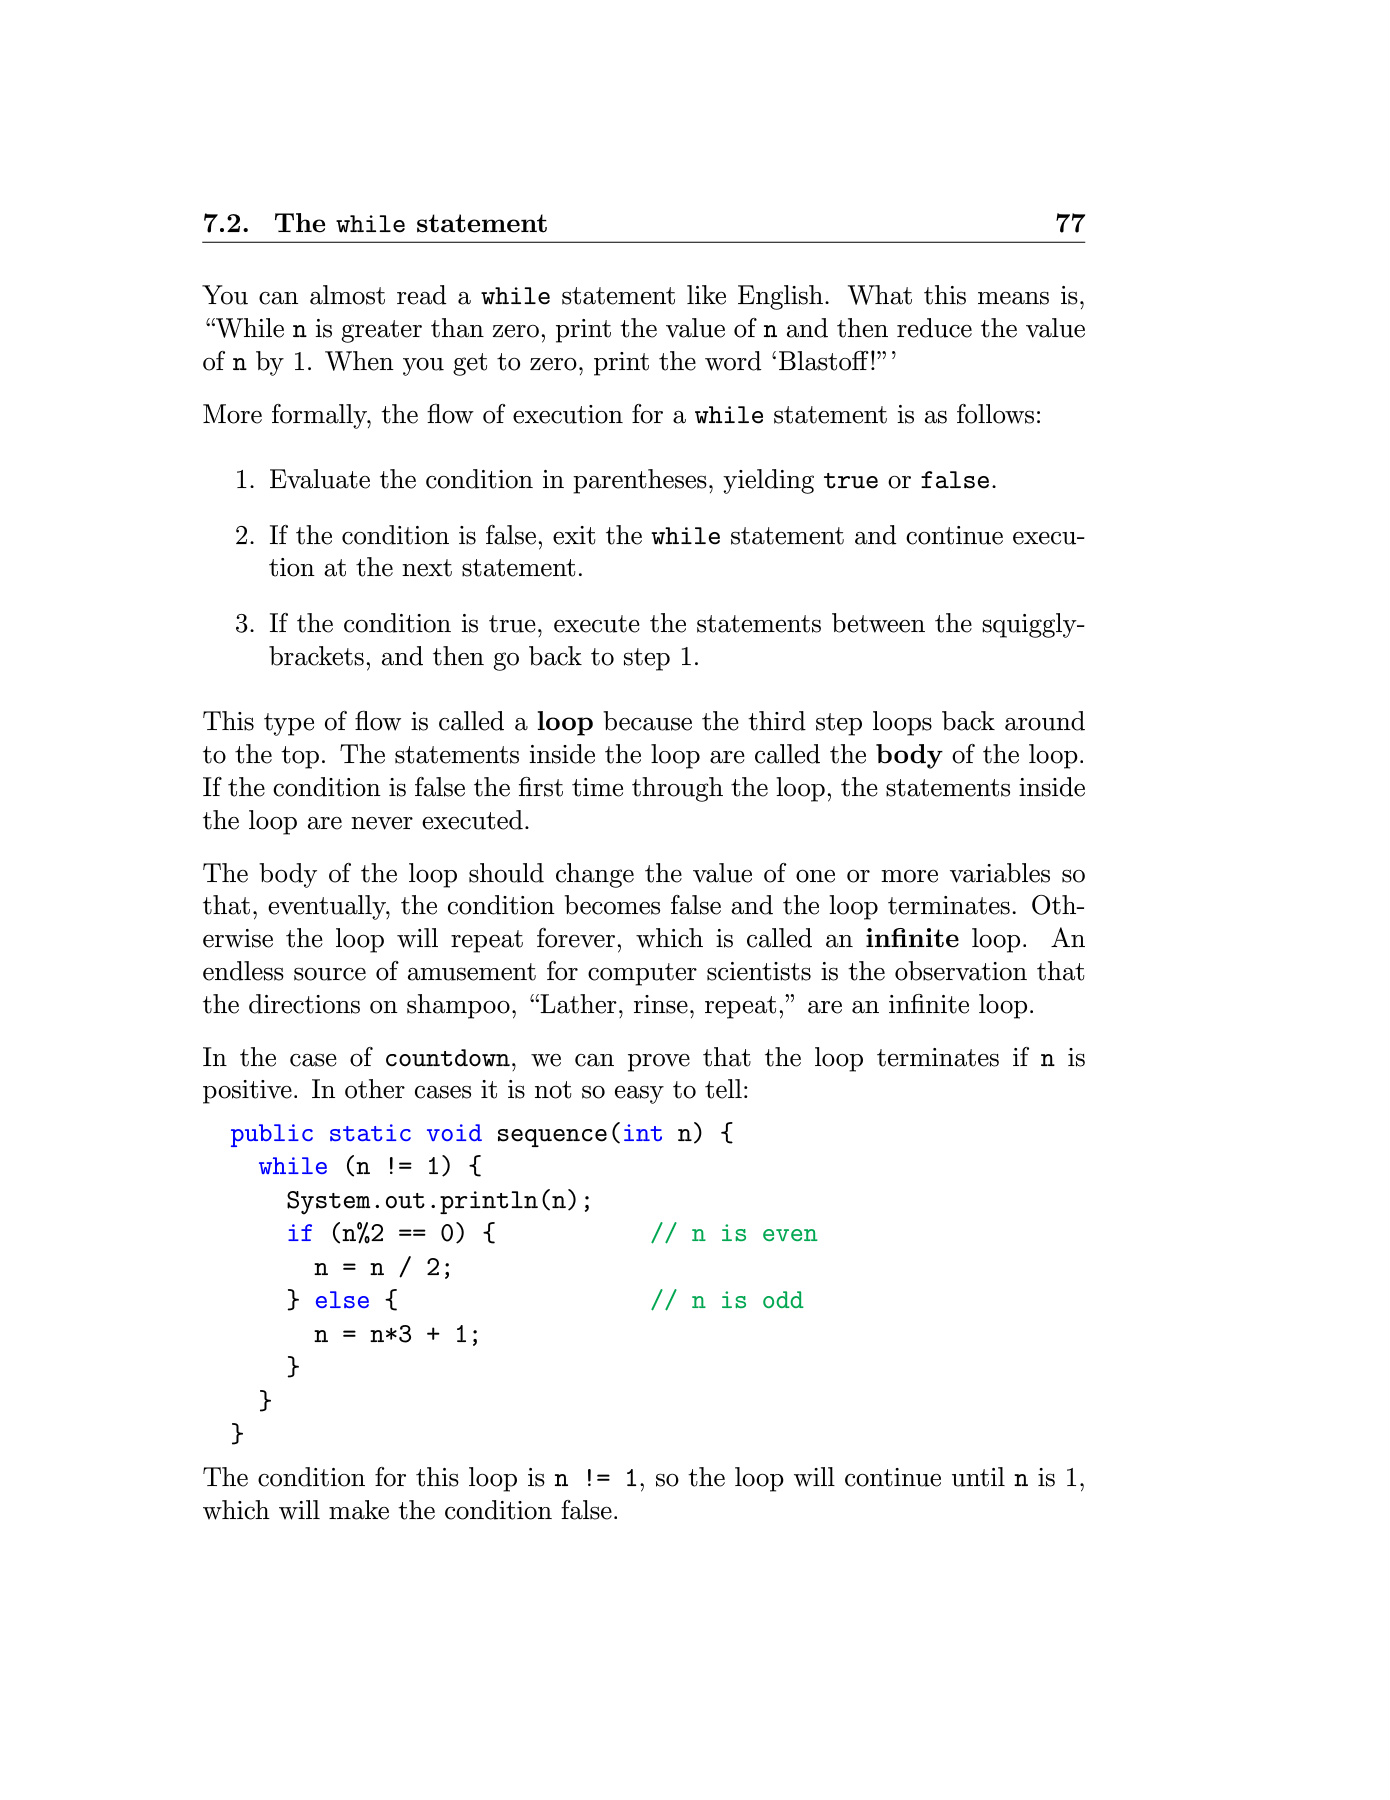 7.2. The while statement 77
You can almost read a while statement like English. What this means is,
“While n is greater than zero, print the value of n and then reduce the value
of n by 1. When you get to zero, print the word ‘Blastoff!”’
More formally, the flow of execution for a while statement is as follows:
1. Evaluate the condition in parentheses, yielding true or false.
2. If the condition is false, exit the while statement and continue execu-
tion at the next statement.
3. If the condition is true, execute the statements between the squiggly-
brackets, and then go back to step 1.
This type of flow is called a loop because the third step loops back around
to the top. The statements inside the loop are called the body of the loop.
If the condition is false the first time through the loop, the statements inside
the loop are never executed.
The body of the loop should change the value of one or more variables so
that, eventually, the condition becomes false and the loop terminates. Oth-
erwise the loop will repeat forever, which is called an infinite loop. An
endless source of amusement for computer scientists is the observation that
the directions on shampoo, “Lather, rinse, repeat,” are an infinite loop.
In the case of countdown, we can prove that the loop terminates if n is
positive. In other cases it is not so easy to tell:
public static void sequence(int n) {
while (n != 1) {
System.out.println(n);
if (n%2 == 0) { // n is even
n = n / 2;
} else { // n is odd
n = n*3 + 1;
}
}
}
The condition for this loop is n != 1, so the loop will continue until n is 1,
which will make the condition false.